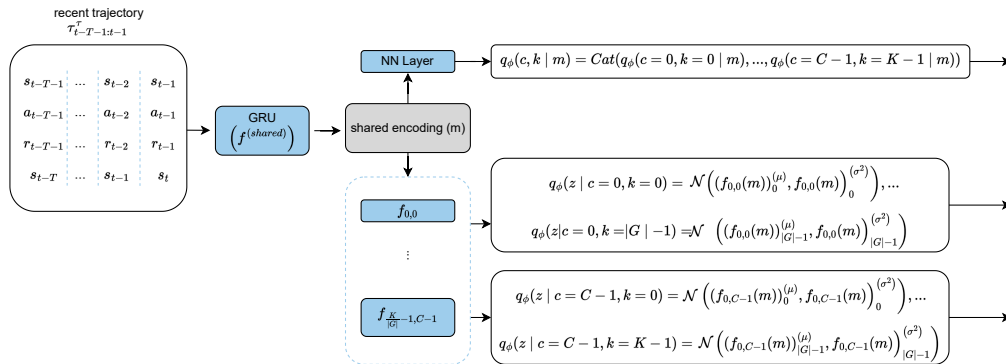 recent trajectory
τ^τ_{t−T−1:t−1}
s_{t−T−1} ... s_{t−2} s_{t−1}
a_{t−T−1} ... a_{t−2} a_{t−1}
r_{t−T−1} ... r_{t−2} r_{t−1}
s_{t−T} ... s_{t−1} s_t
GRU
(f^{(shared)})
NN Layer
shared encoding (m)
f_{0,0}
⋮
f_{K/|G|−1,C−1}
q_ϕ(c, k | m) = Cat(q_ϕ(c = 0, k = 0 | m), ..., q_ϕ(c = C − 1, k = K − 1 | m))
q_ϕ(z | c = 0, k = 0) = 𝒩((f_{0,0}(m))_0^{(μ)}, f_{0,0}(m))_0^{(σ²)}), ...
q_ϕ(z|c = 0, k =|G | −1) = 𝒩 ((f_{0,0}(m))_{|G|−1}^{(μ)}, f_{0,0}(m))_{|G|−1}^{(σ²)})
q_ϕ(z | c = C − 1, k = 0) = 𝒩((f_{0,C−1}(m))_0^{(μ)}, f_{0,C−1}(m))_0^{(σ²)}), ...
q_ϕ(z | c = C − 1, k = K − 1) = 𝒩((f_{0,C−1}(m))_{|G|−1}^{(μ)}, f_{0,C−1}(m))_{|G|−1}^{(σ²)})